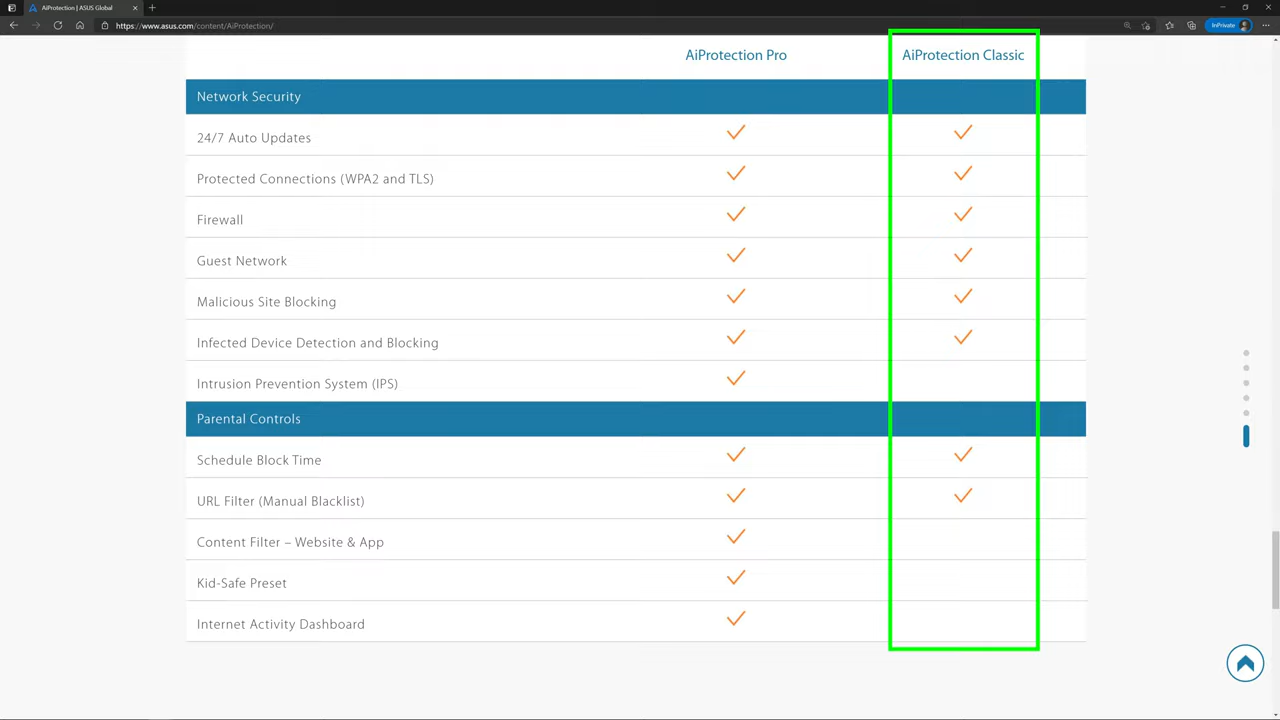 AiProtection | ASUS Global
https://www.asus.com/content/AiProtection/
InPrivate
AiProtection Pro
AiProtection Classic
Network Security
24/7 Auto Updates
Protected Connections (WPA2 and TLS)
Firewall
Guest Network
Malicious Site Blocking
Infected Device Detection and Blocking
Intrusion Prevention System (IPS)
Parental Controls
Schedule Block Time
URL Filter (Manual Blacklist)
Content Filter – Website & App
Kid-Safe Preset
Internet Activity Dashboard